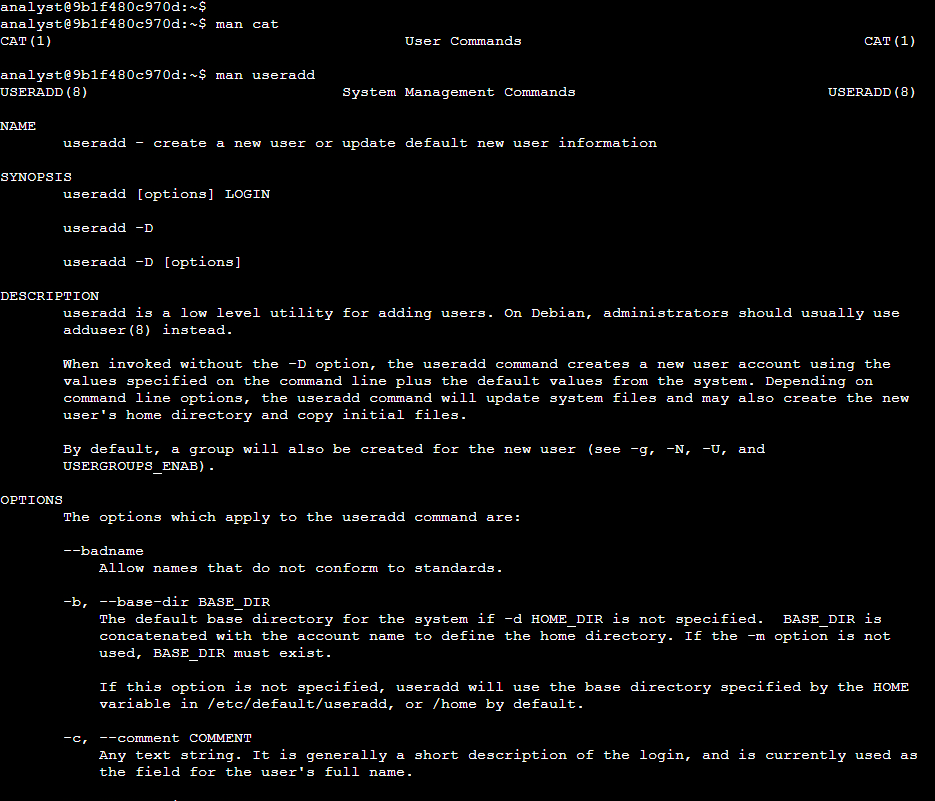 analyst@9b1f480c970d:~$
analyst@9b1f480c970d:~$ man cat
CAT(1) User Commands CAT(1)
analyst@9b1f480c970d:~$ man useradd
USERADD(8) System Management Commands USERADD(8)
NAME
useradd - create a new user or update default new user information
SYNOPSIS
useradd [options] LOGIN
useradd -D
useradd -D [options]
DESCRIPTION
useradd is a low level utility for adding users. On Debian, administrators should usually use
adduser(8) instead.
When invoked without the -D option, the useradd command creates a new user account using the
values specified on the command line plus the default values from the system. Depending on
command line options, the useradd command will update system files and may also create the new
user's home directory and copy initial files.
By default, a group will also be created for the new user (see -g, -N, -U, and
USERGROUPS_ENAB).
OPTIONS
The options which apply to the useradd command are:
--badname
Allow names that do not conform to standards.
-b, --base-dir BASE_DIR
The default base directory for the system if -d HOME_DIR is not specified.  BASE_DIR is
concatenated with the account name to define the home directory. If the -m option is not
used, BASE_DIR must exist.
If this option is not specified, useradd will use the base directory specified by the HOME
variable in /etc/default/useradd, or /home by default.
-c, --comment COMMENT
Any text string. It is generally a short description of the login, and is currently used as
the field for the user's full name.